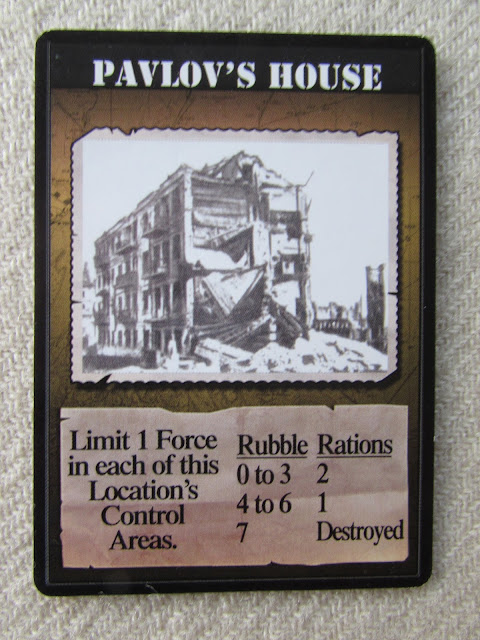 PAVLOV'S HOUSE
Limit 1 Force
in each of this
Location's
Control
Areas.
Rubble Rations
0 to 3 2
4 to 6 1
7 Destroyed